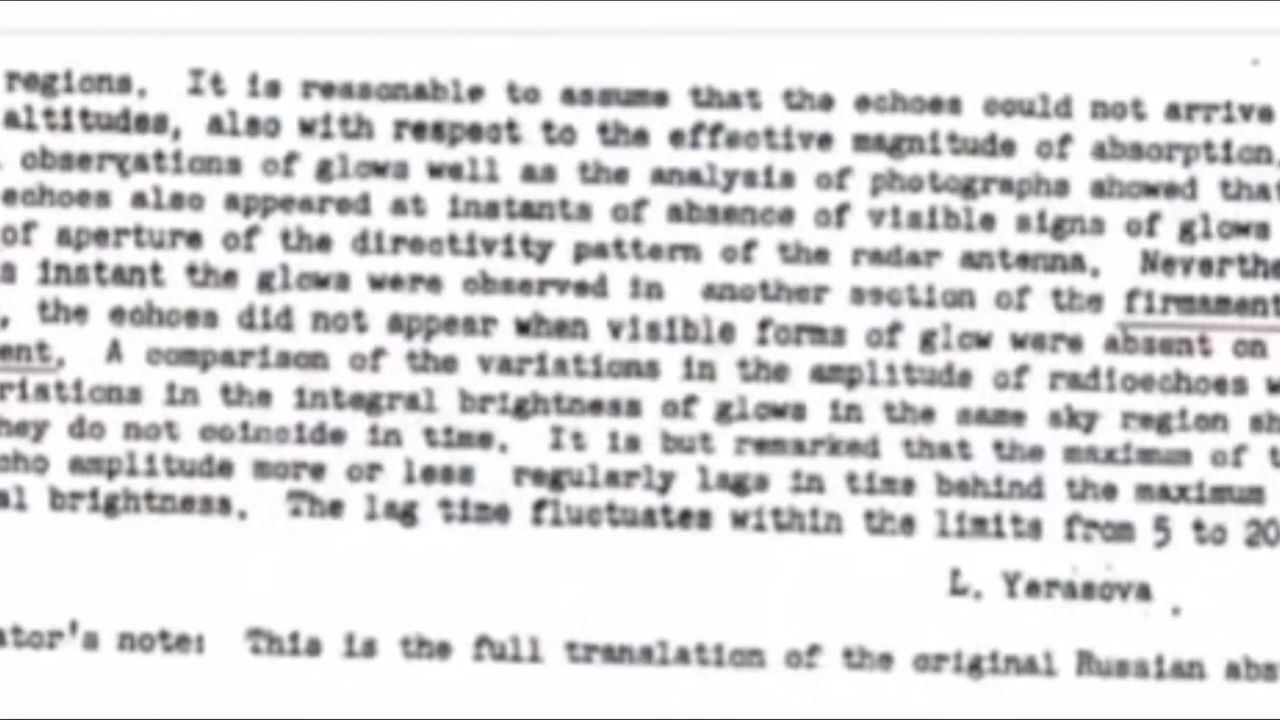 regions. It is reasonable to assume that the echoes could not arrive
altitudes, also with respect to the effective magnitude of absorption.
observations of glows well as the analysis of photographs showed that
echoes also appeared at instants of absence of visible signs of glows
of aperture of the directivity pattern of the radar antenna. Neverthe
s instant the glows were observed in another section of the firmament
, the echoes did not appear when visible forms of glow were absent on
ent. A comparison of the variations in the amplitude of radioechoes w
riations in the integral brightness of glows in the same sky region sh
hey do not coincide in time. It is but remarked that the maximum of t
cho amplitude more or less regularly lags in time behind the maximum
al brightness. The lag time fluctuates within the limits from 5 to 20
L. Yerasova .
ator's note: This is the full translation of the original Russian abs